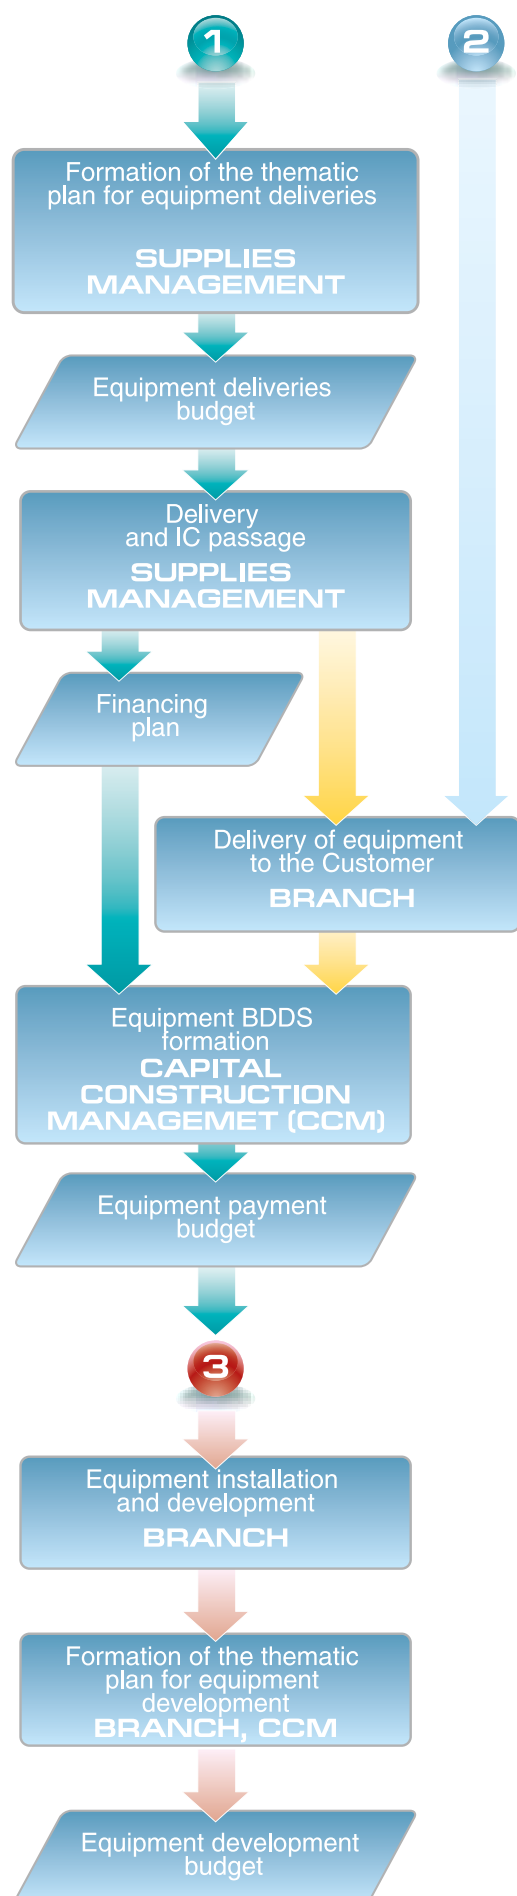 1
2
Formation of the thematic
plan for equipment deliveries
SUPPLIES
MANAGEMENT
Equipment deliveries
budget
Delivery
and IC passage
SUPPLIES
MANAGEMENT
Financing
plan
Delivery of equipment
to the Customer
BRANCH
Equipment BDDS
formation
CAPITAL
CONSTRUCTION
MANAGEMET (CCM)
Equipment payment
budget
3
Equipment installation
and development
BRANCH
Formation of the thematic
plan for equipment
development
BRANCH, CCM
Equipment development
budget